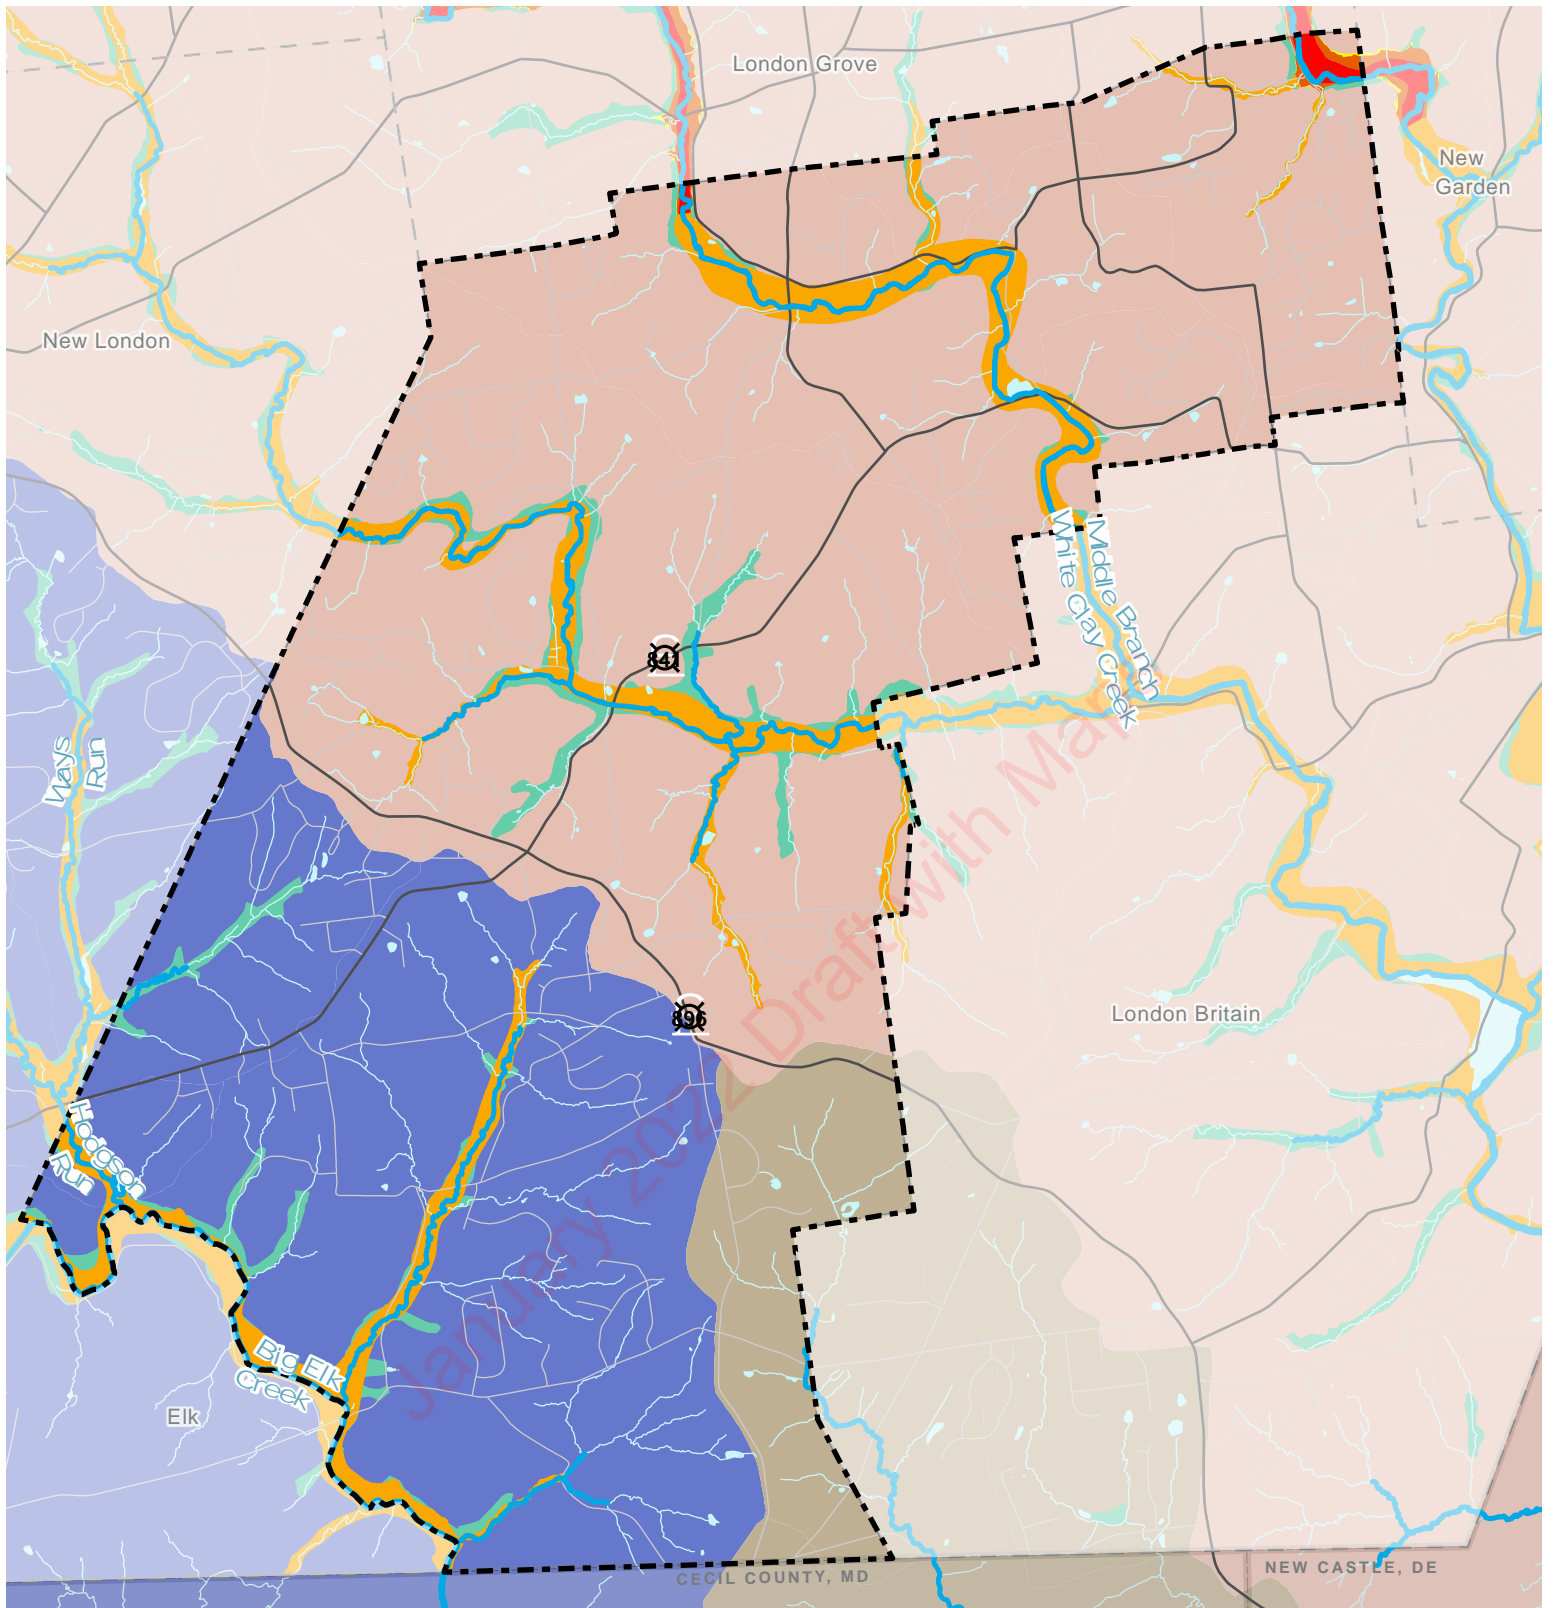 London Grove
New
Garden
New London
Middle Branch
White Clay Creek
841
Ways
Run
896
London Britain
Hodgson
Run
Big Elk
Creek
Elk
January 2022 Draft with Maps
CECIL COUNTY, MD
NEW CASTLE, DE